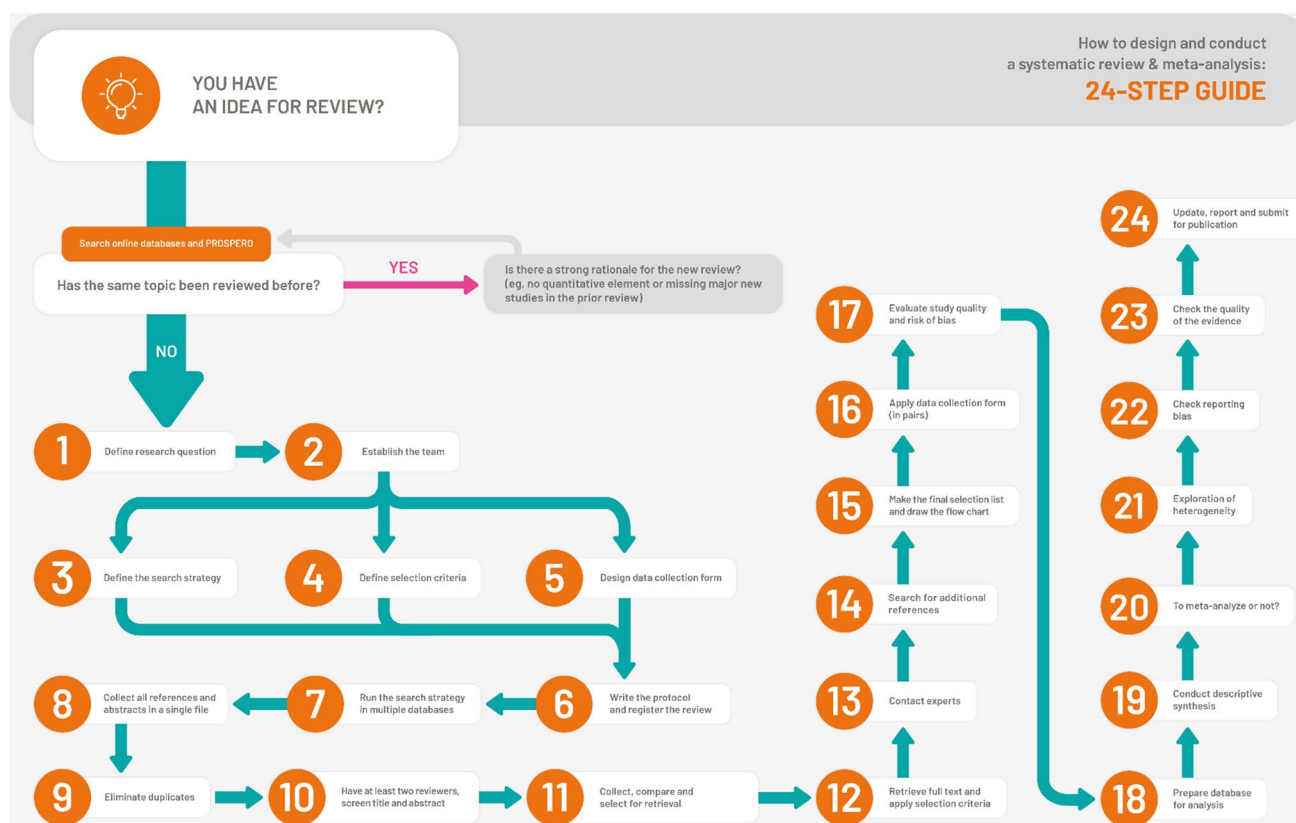 How to design and conduct
a systematic review & meta-analysis:
24-STEP GUIDE
YOU HAVE
AN IDEA FOR REVIEW?
Search online databases and PROSPERO
Has the same topic been reviewed before?
YES
Is there a strong rationale for the new review?
(eg, no quantitative element or missing major new
studies in the prior review)
NO
1
Define research question
2
Establish the team
3
Define the search strategy
4
Define selection criteria
5
Design data collection form
6
Write the protocol
and register the review
7
Run the search strategy
in multiple databases
8
Collect all references and
abstracts in a single file
9
Eliminate duplicates
10
Have at least two reviewers,
screen title and abstract
11
Collect, compare and
select for retrieval
12
Retrieve full text and
apply selection criteria
13
Contact experts
14
Search for additional
references
15
Make the final selection list
and draw the flow chart
16
Apply data collection form
(in pairs)
17
Evaluate study quality
and risk of bias
18
Prepare database
for analysis
19
Conduct descriptive
synthesis
20
To meta-analyze or not?
21
Exploration of
heterogeneity
22
Check reporting
bias
23
Check the quality
of the evidence
24
Update, report and submit
for publication